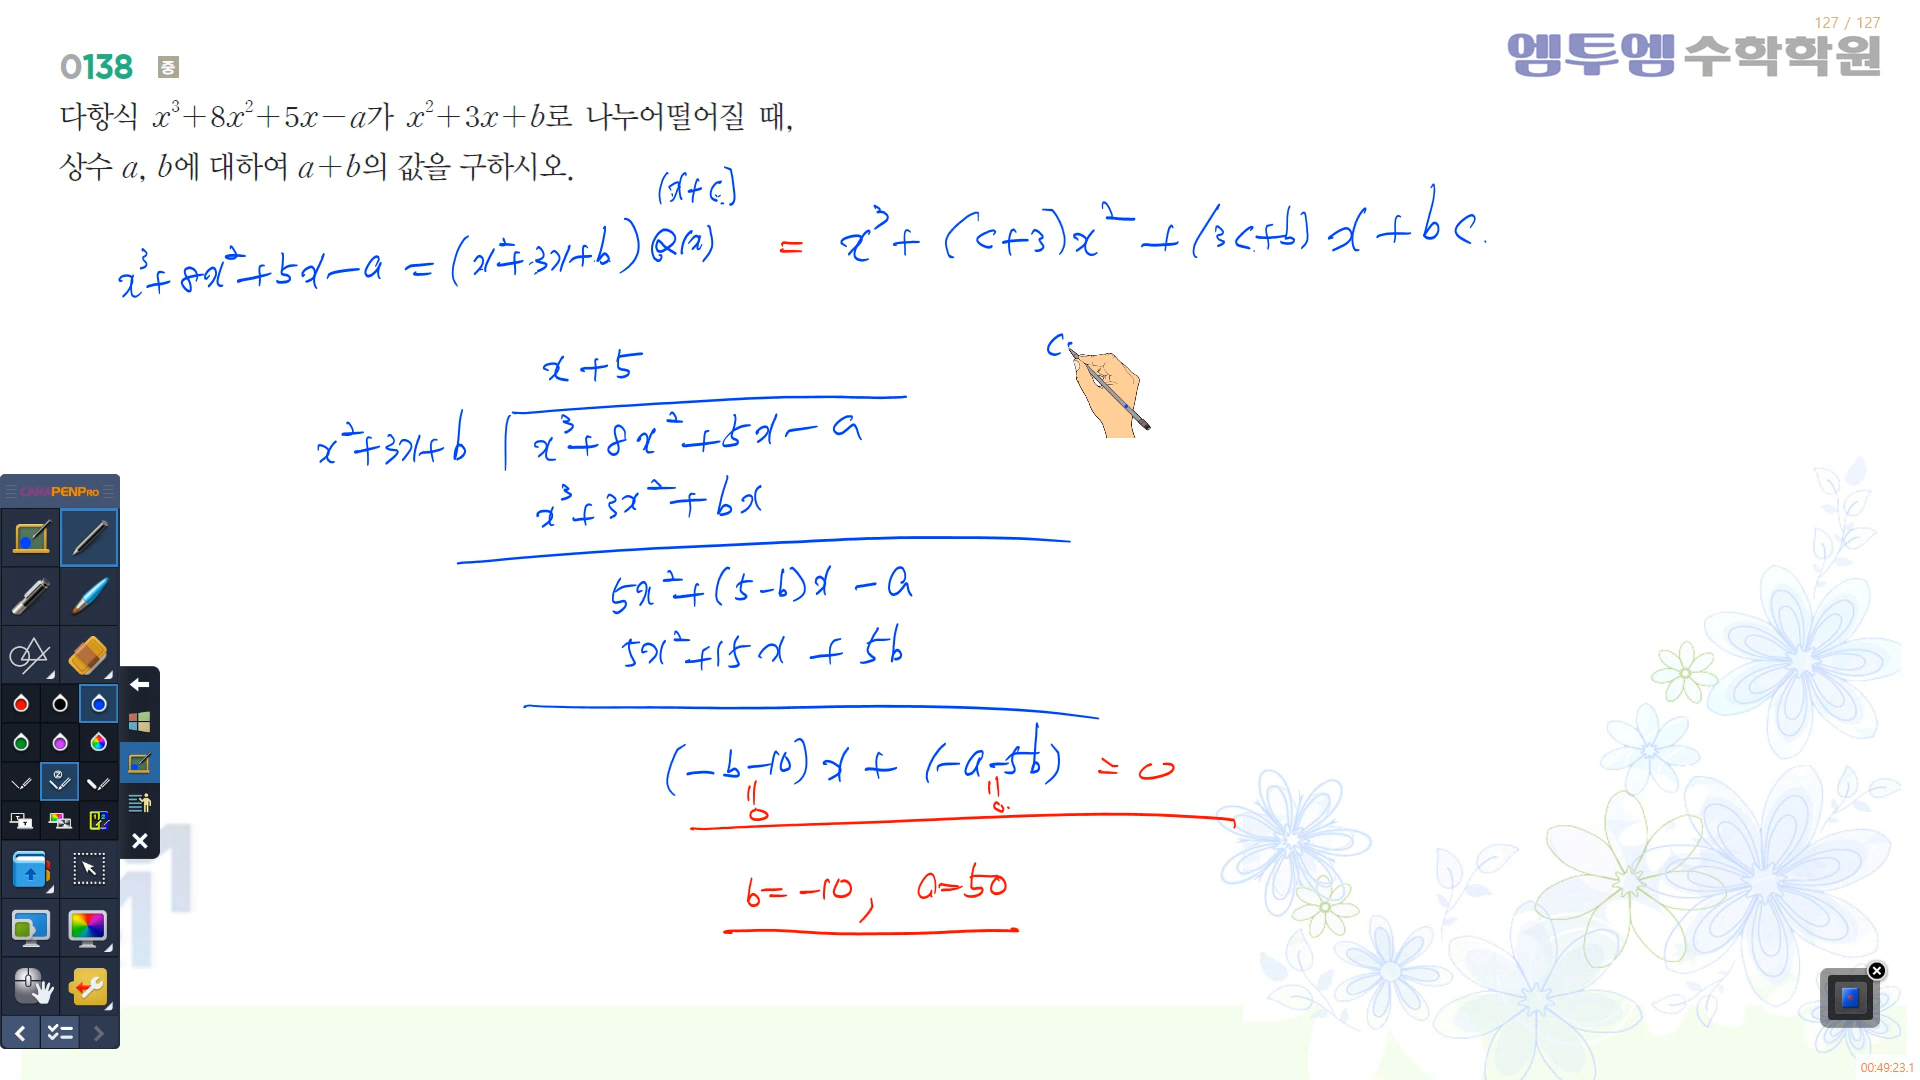 127 / 127
엠투엠 수학학원
0138 중
다항식 x³+8x²+5x−a가 x²+3x+b로 나누어떨어질 때,
상수 a, b에 대하여 a+b의 값을 구하시오.
(x+c)
x³+8x²+5x−a = (x²+3x+b) Q(x) = x³+(c+3)x²+(3c+b)x+bc.
c
x+5
x²+3x+b x³+8x²+5x−a
x³+3x²+bx
5x²+(5−b)x −a
5x²+15x+5b
(−b−10)x+(−a−5b) = 0
=0 =0.
b=−10, a=50
CARAPENPRO
00:49:23.1